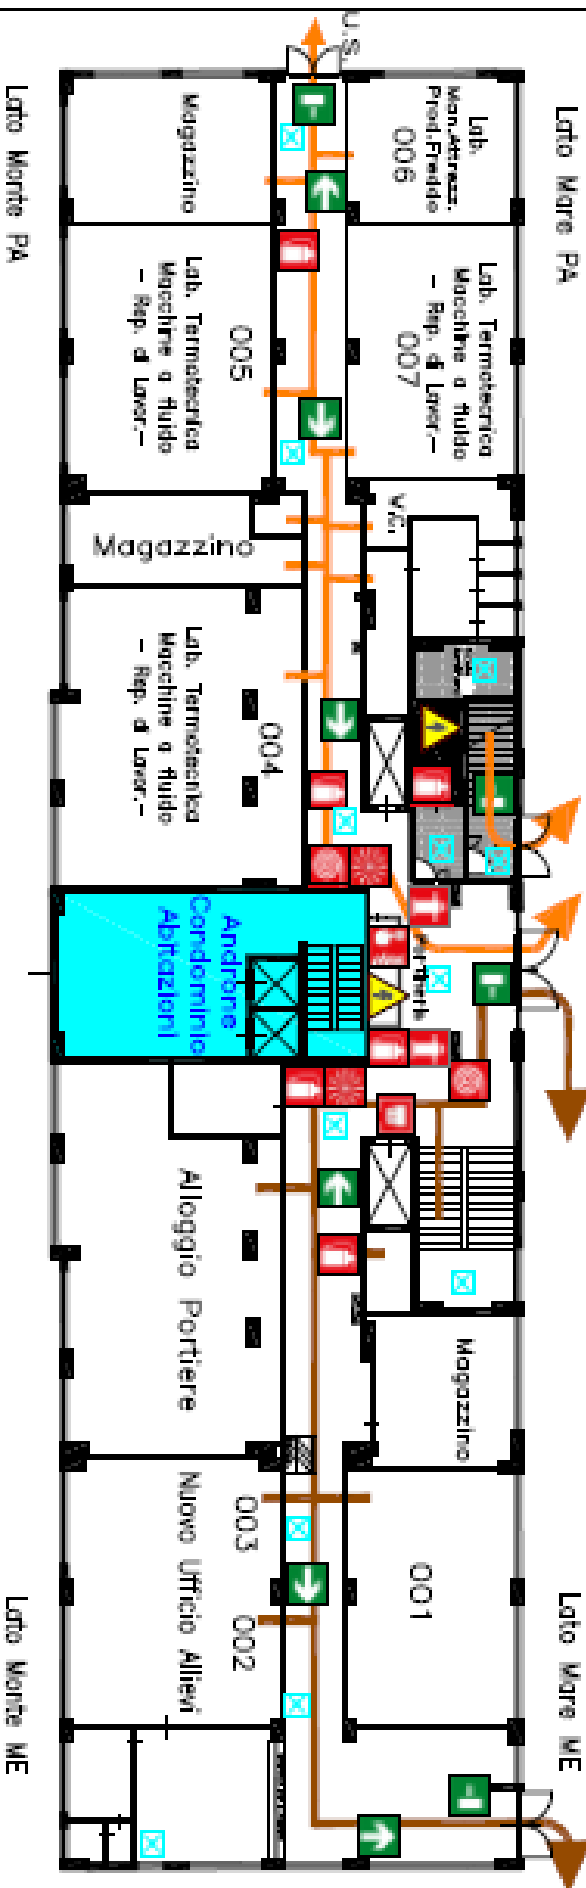 U.S.
Lato Monte PA
Lato Mare PA
Magazzino
Lab.
Man.Attrezz.
Prod.Freddo
006
Lab. Termotecnica
Macchine a fluido
- Rep. di Lavor.-
005
Lab. Termotecnica
Macchine a fluido
- Rep. di Lavor.-
007
Magazzino
W.C.
Lab. Termotecnica
Macchine a fluido
- Rep. di Lavor.-
004
Androne
Condominio
Abitazioni
Portineria
Alloggio Portiere
Magazzino
Nuovo Ufficio Allievi
003
002
001
Lato Monte ME
Lato Mare ME